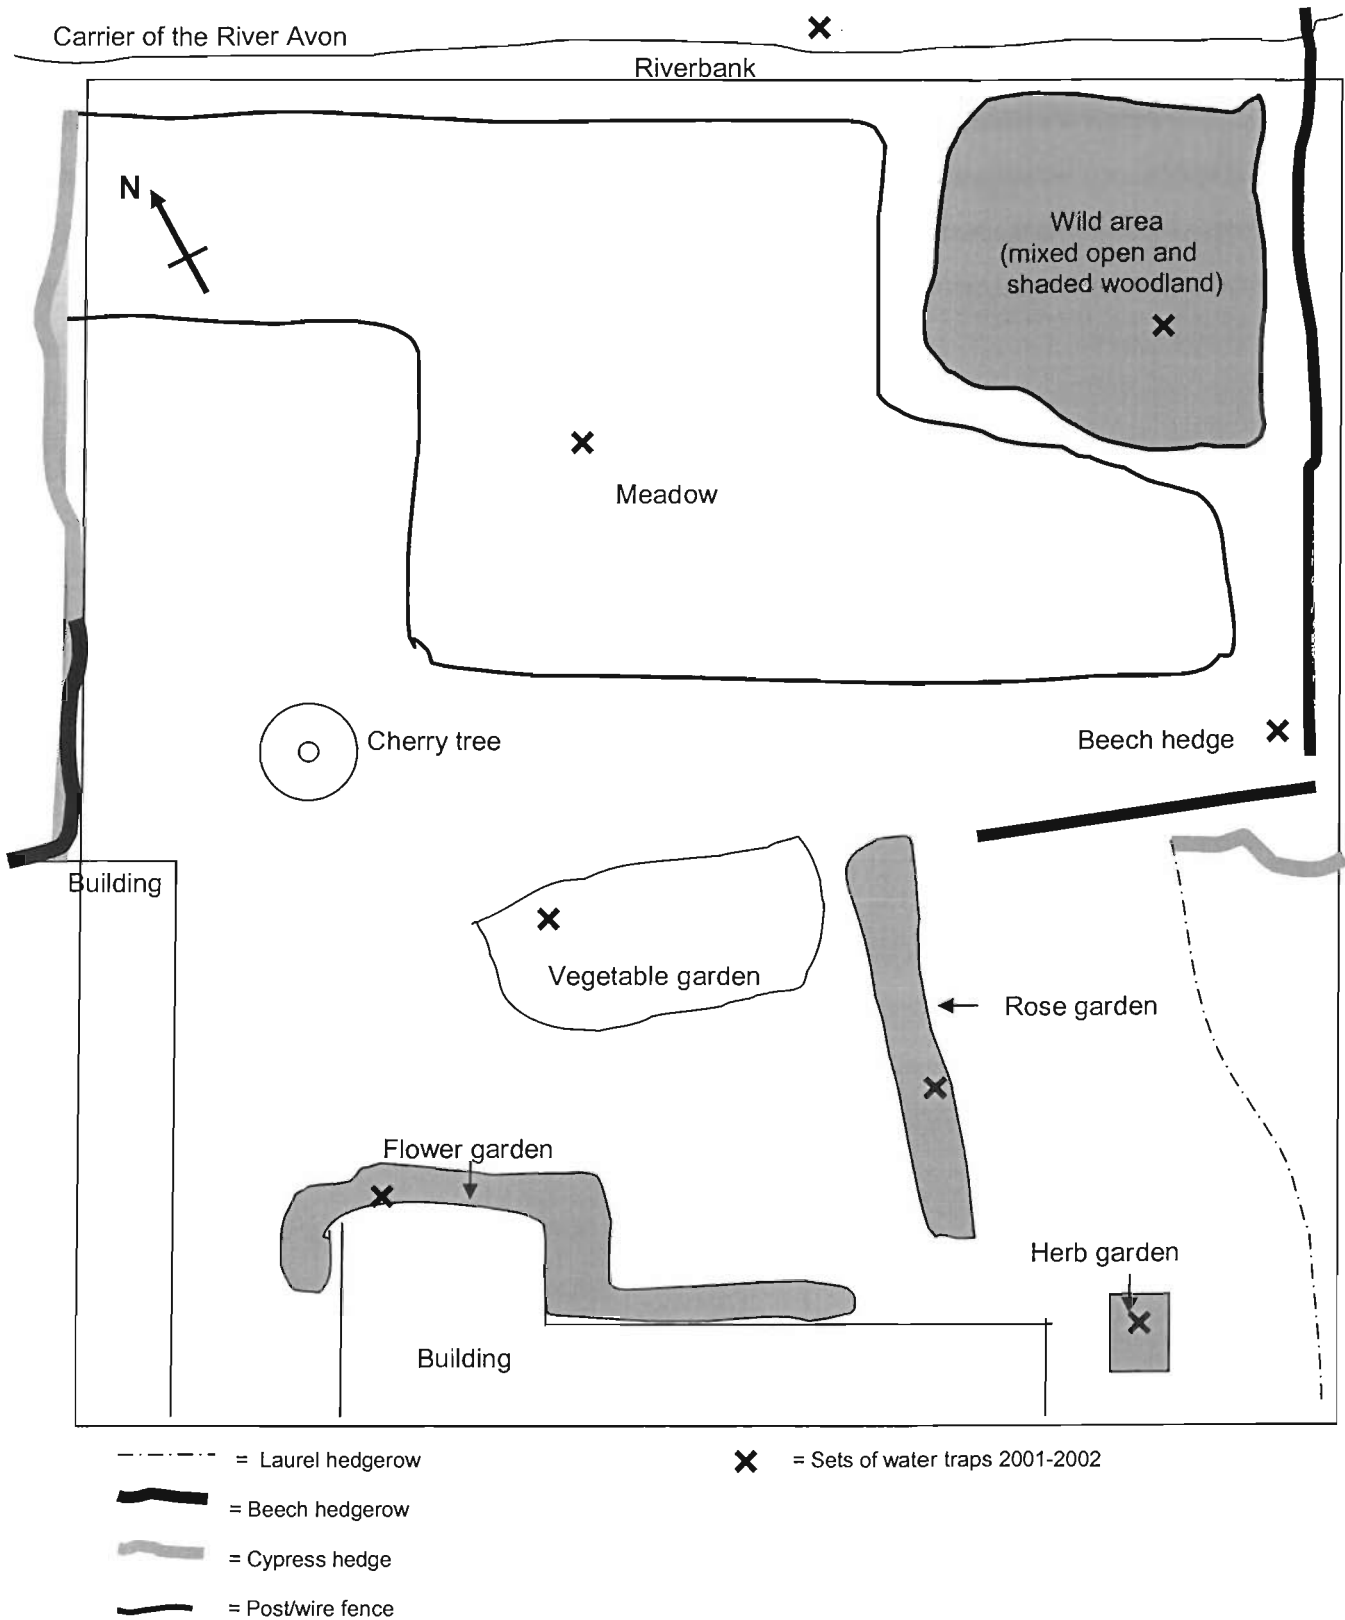 Carrier of the River Avon
Riverbank
N
Wild area
(mixed open and
shaded woodland)
Meadow
Cherry tree
Beech hedge
Building
Vegetable garden
Rose garden
Flower garden
Herb garden
Building
= Laurel hedgerow
= Sets of water traps 2001-2002
= Beech hedgerow
= Cypress hedge
= Post/wire fence